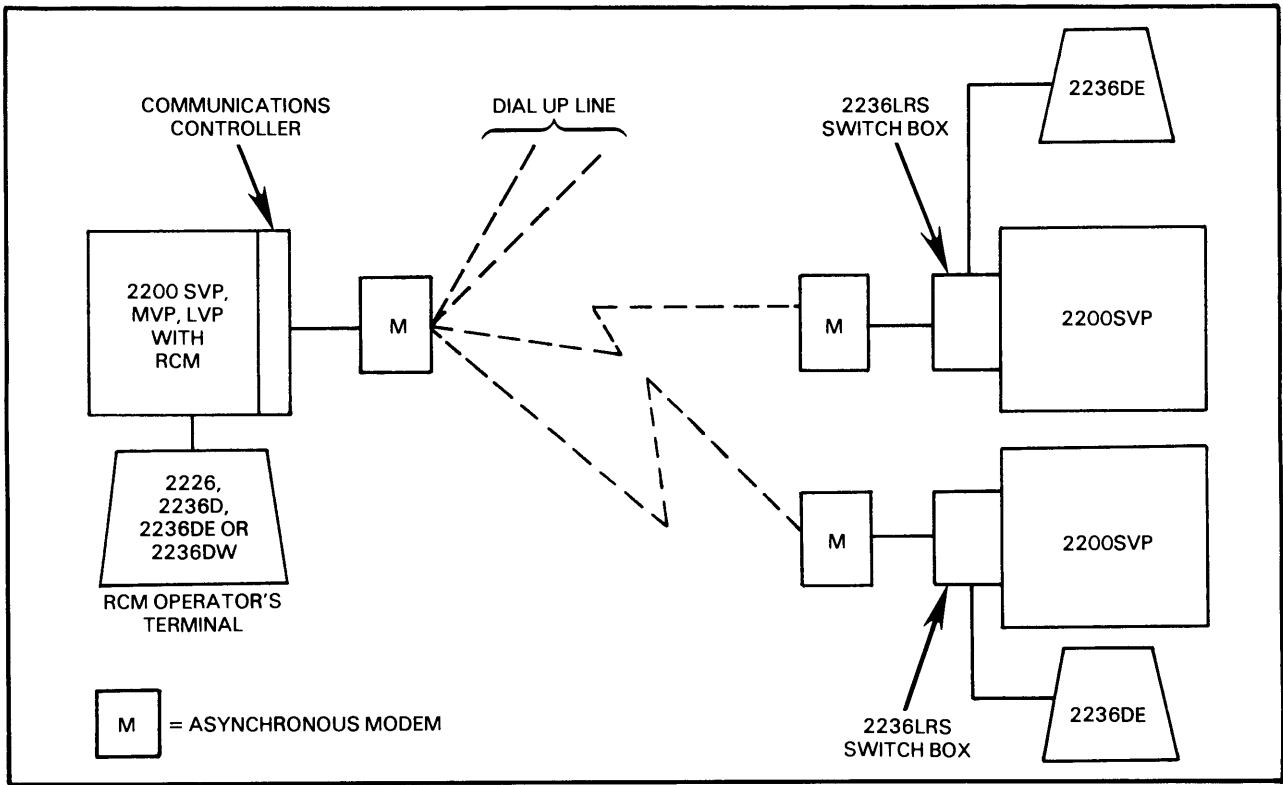 COMMUNICATIONS
CONTROLLER
DIAL UP LINE
2236LRS
SWITCH BOX
2236DE
2200 SVP,
MVP, LVP
WITH
RCM
M
M
2200SVP
2226,
2236D,
2236DE OR
2236DW
RCM OPERATOR'S
TERMINAL
M
2200SVP
2236LRS
SWITCH BOX
2236DE
M = ASYNCHRONOUS MODEM